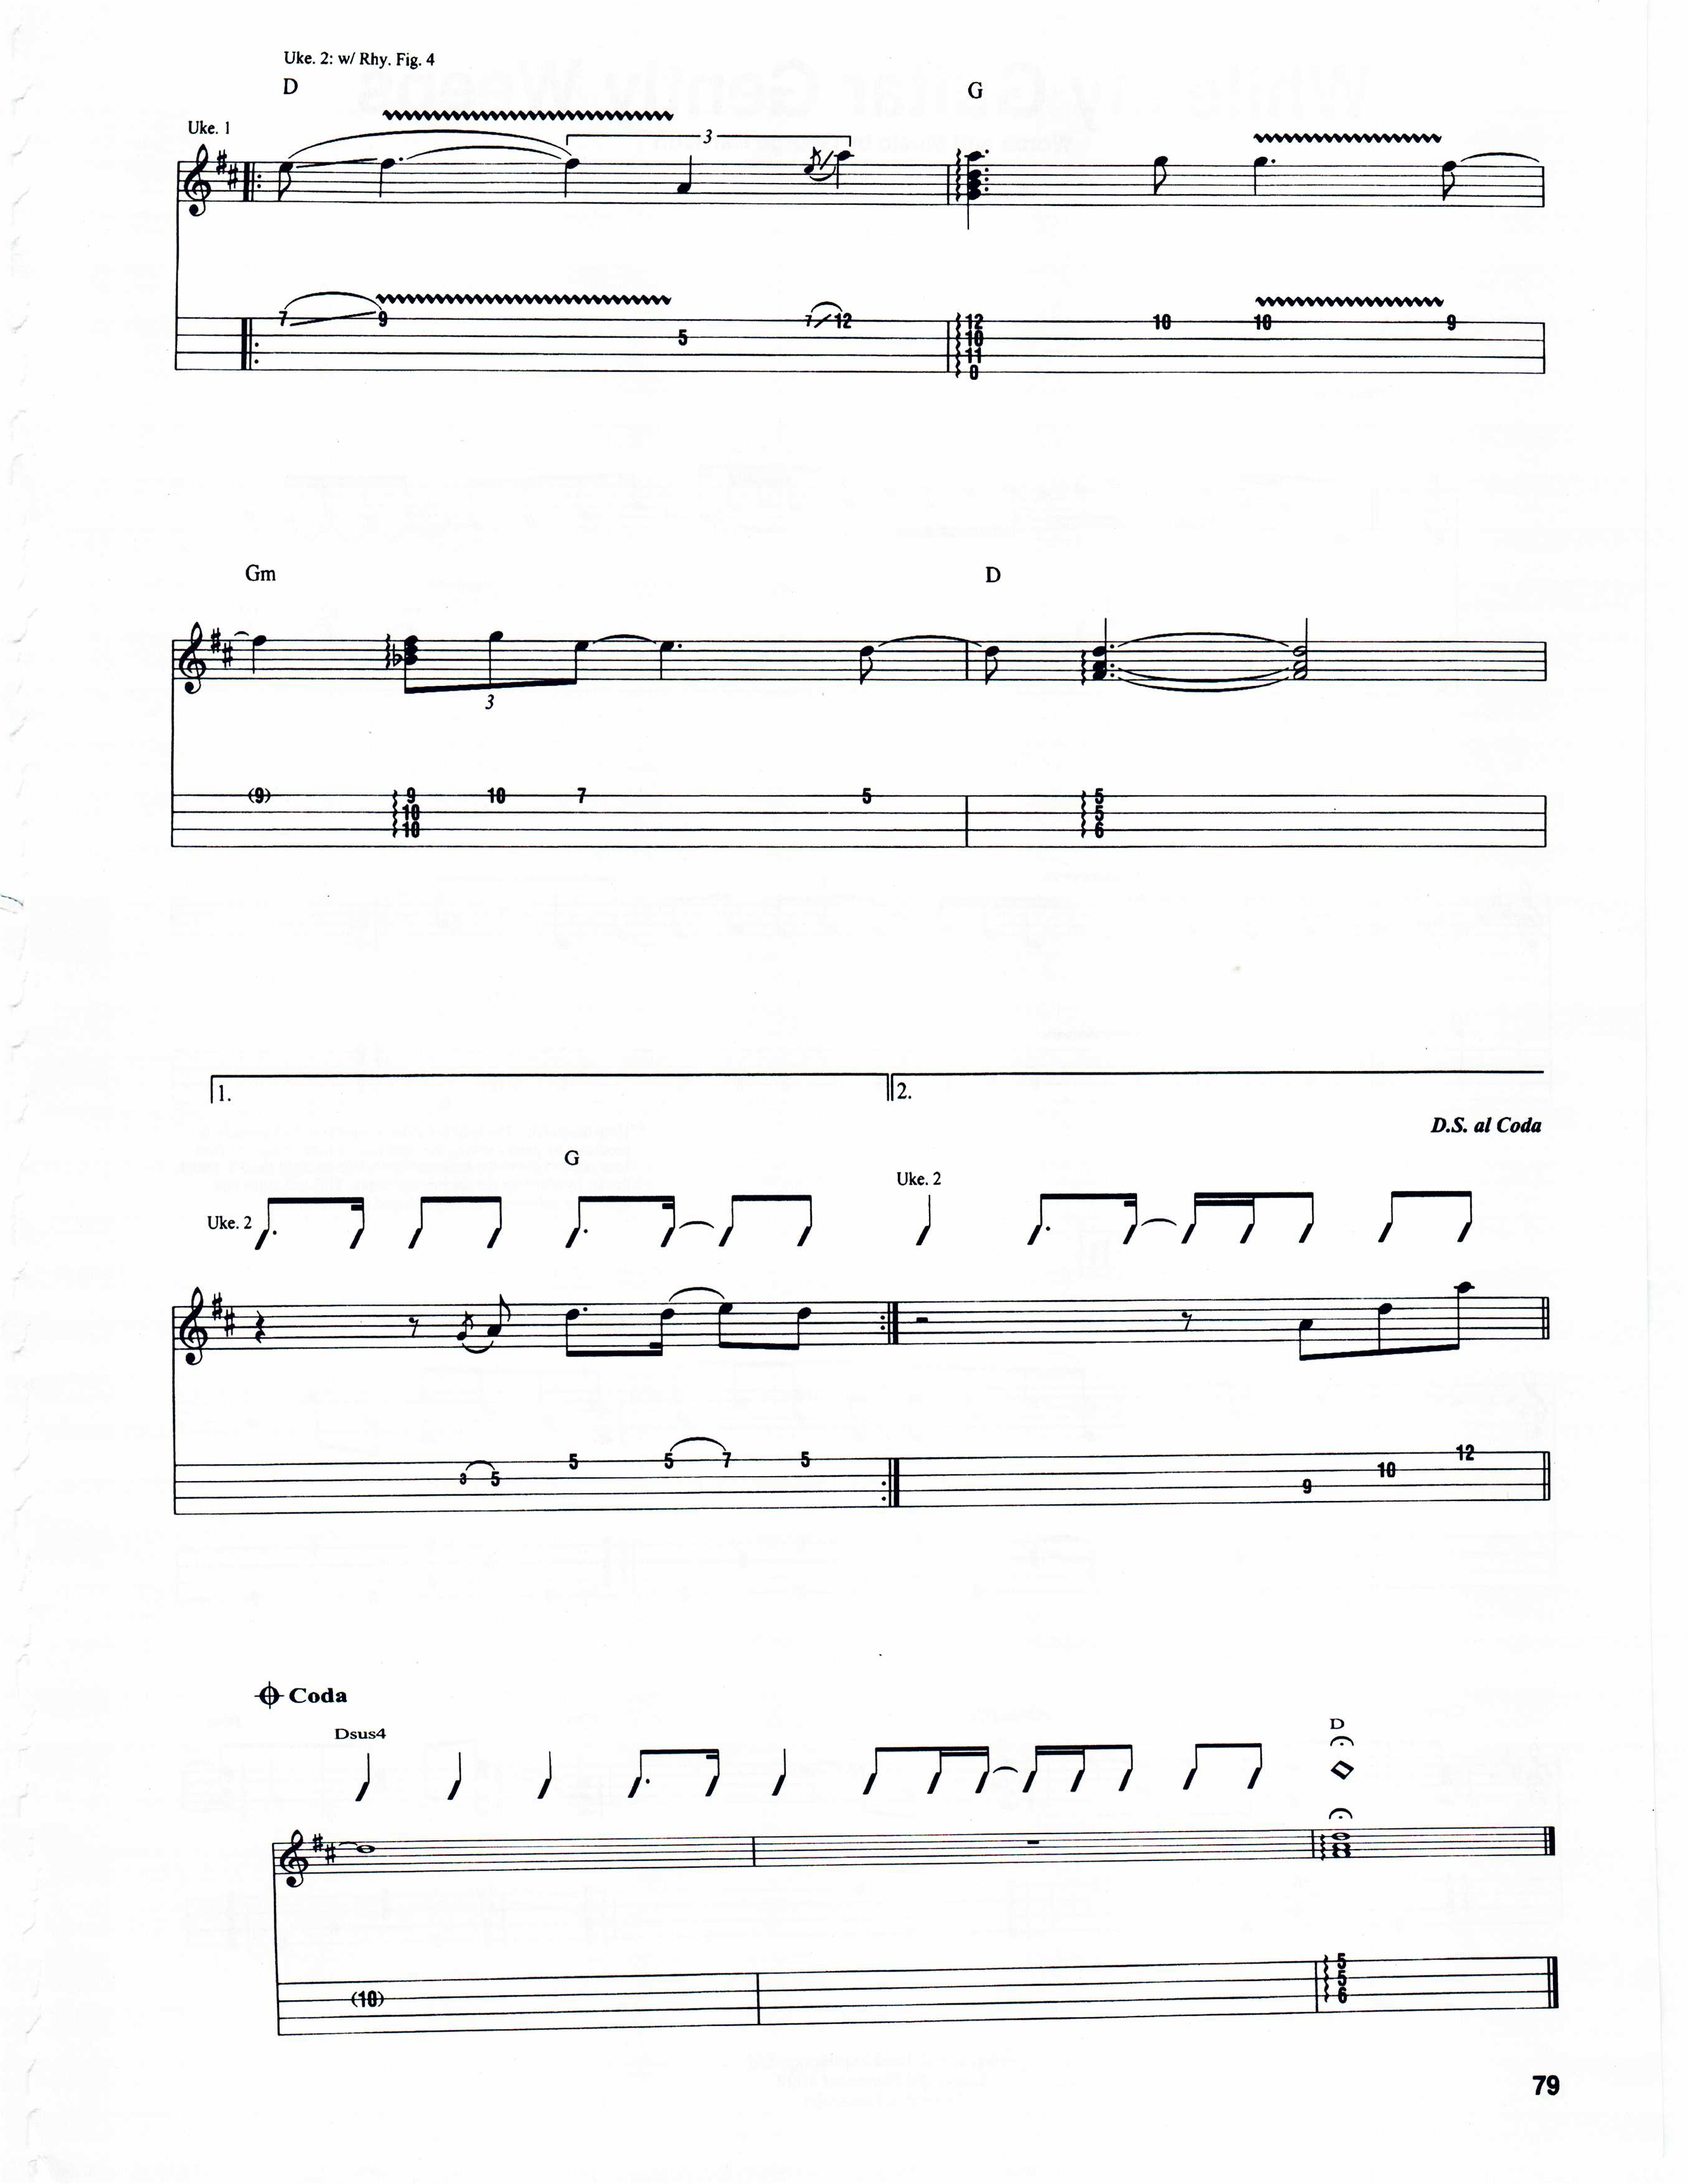 Uke. 2: w/ Rhy. Fig. 4
D G
Uke. 1
3
7 9 5 7 12 12 10 10 9
10
11
0
Gm D
3
(9) 9 10 7 5 5
10 5
10 6
1. 2.
D.S. al Coda
G
Uke. 2
Uke. 2
3 5 5 5 7 5 9 10 12
Coda
Dsus4 D
(10) 5
5
6
79